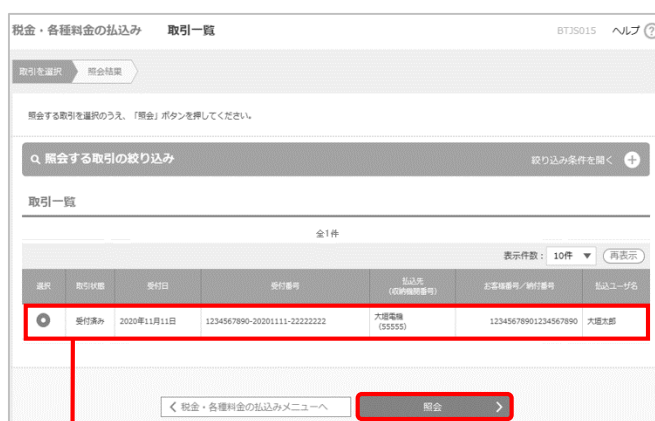 税金・各種料金の払込み 取引一覧 BTJS015 ヘルプ ?
取引を選択 照会結果
照会する取引を選択のうえ、「照会」ボタンを押してください。
照会する取引の絞り込み 絞り込み条件を開く
取引一覧
全1件
表示件数: 10件 ▼ 再表示
選択 取引状態 受付日 受付番号 払込先 お客様番号/納付番号 払込ユーザ名
(収納機関番号)
受付済み 2020年11月11日 1234567890-20201111-22222222 大垣電機 12345678901234567890 大垣太郎
(55555)
税金・各種料金の払込みメニューへ 照会